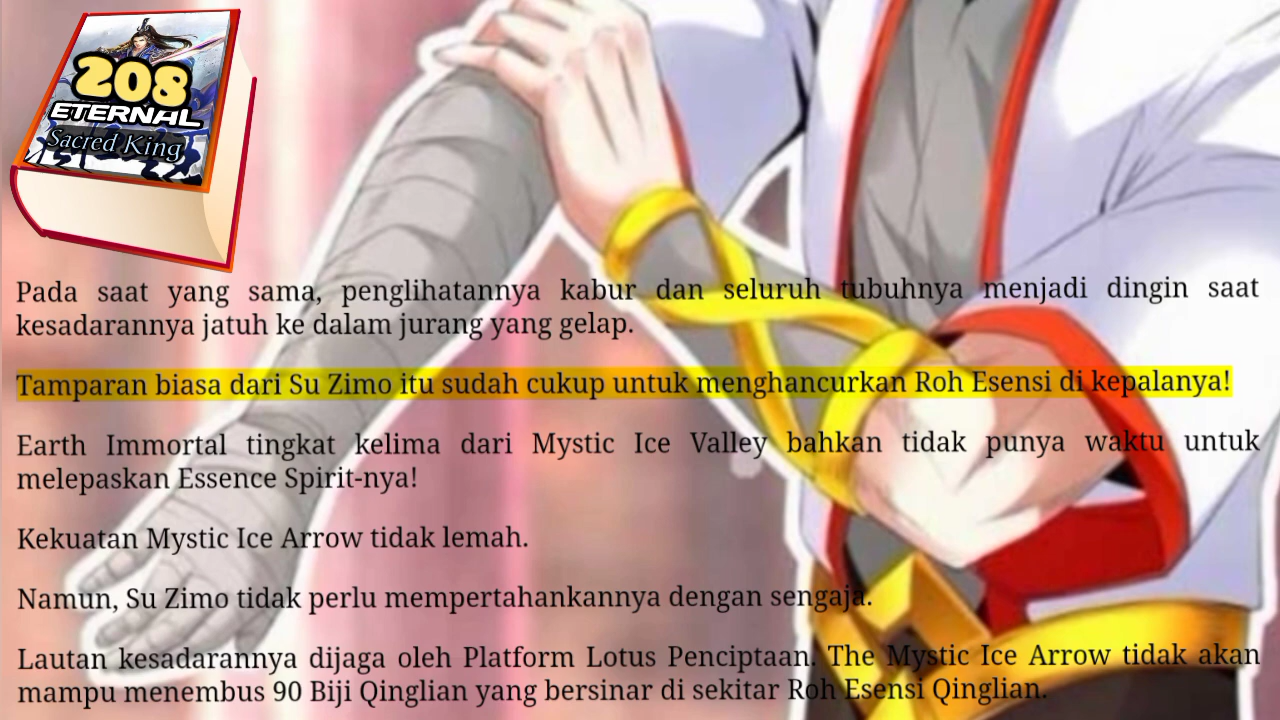 208
ETERNAL
Sacred King
Pada saat yang sama, penglihatannya kabur dan seluruh tubuhnya menjadi dingin saat
kesadarannya jatuh ke dalam jurang yang gelap.
Tamparan biasa dari Su Zimo itu sudah cukup untuk menghancurkan Roh Esensi di kepalanya!
Earth Immortal tingkat kelima dari Mystic Ice Valley bahkan tidak punya waktu untuk
melepaskan Essence Spirit-nya!
Kekuatan Mystic Ice Arrow tidak lemah.
Namun, Su Zimo tidak perlu mempertahankannya dengan sengaja.
Lautan kesadarannya dijaga oleh Platform Lotus Penciptaan. The Mystic Ice Arrow tidak akan
mampu menembus 90 Biji Qinglian yang bersinar di sekitar Roh Esensi Qinglian.